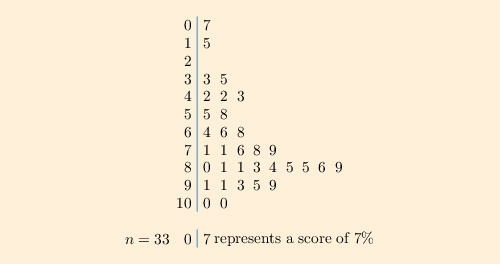 0 | 7
1 | 5
2 |
3 | 3 5
4 | 2 2 3
5 | 5 8
6 | 4 6 8
7 | 1 1 6 8 9
8 | 0 1 1 3 4 5 5 6 9
9 | 1 1 3 5 9
10 | 0 0
n = 33 0 | 7 represents a score of 7%